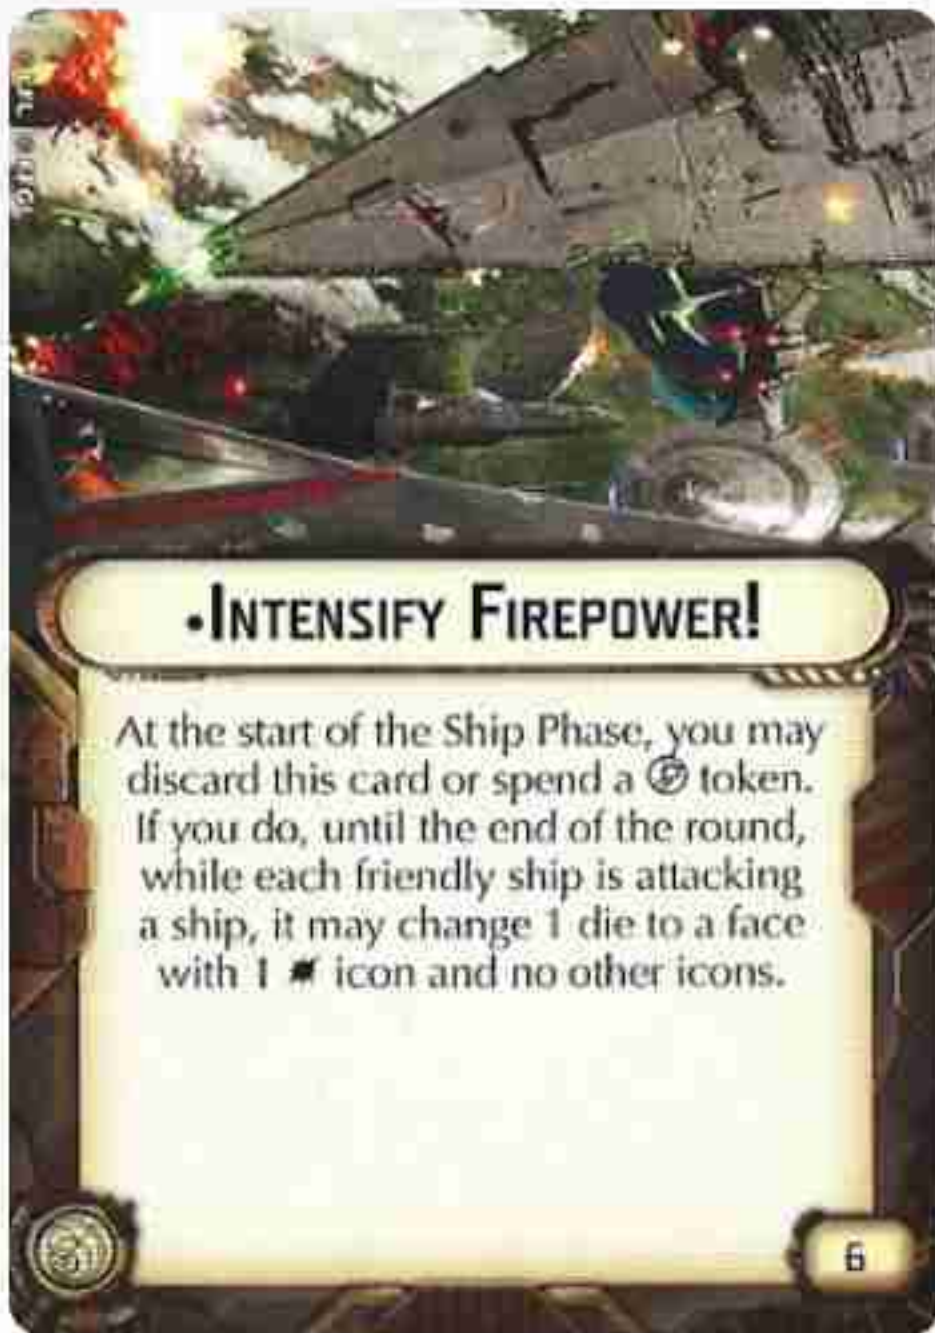 •INTENSIFY FIREPOWER!
At the start of the Ship Phase, you may
discard this card or spend a token.
If you do, until the end of the round,
while each friendly ship is attacking
a ship, it may change 1 die to a face
with 1 icon and no other icons.
6